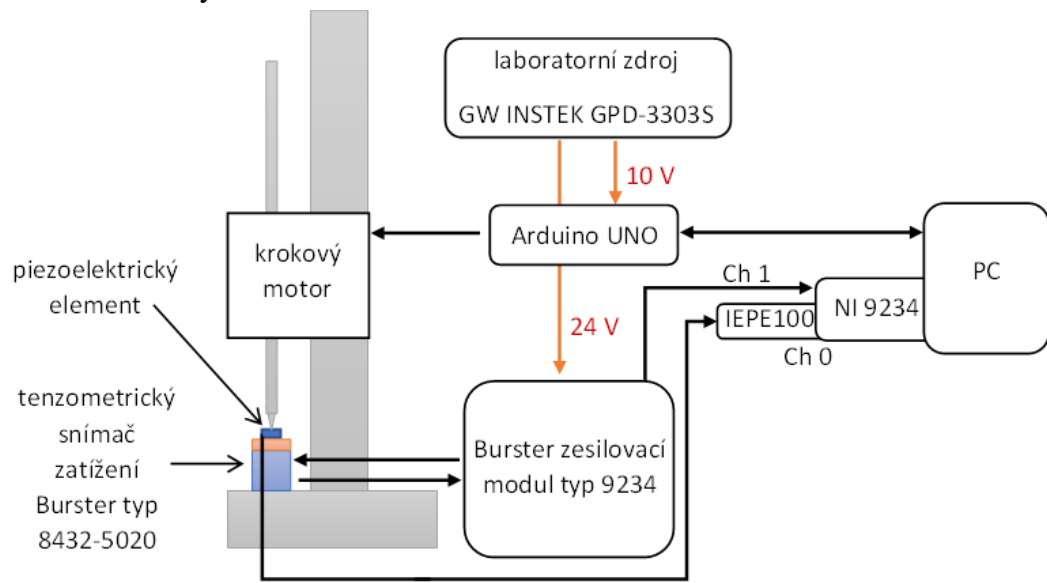 laboratorní zdroj
GW INSTEK GPD-3303S
10 V
Arduino UNO
krokový
motor
piezoelektrický
element
PC
Ch 1
NI 9234
IEPE100
Ch 0
24 V
tenzometrický
snímač
zatížení
Burster typ
8432-5020
Burster zesilovací
modul typ 9234